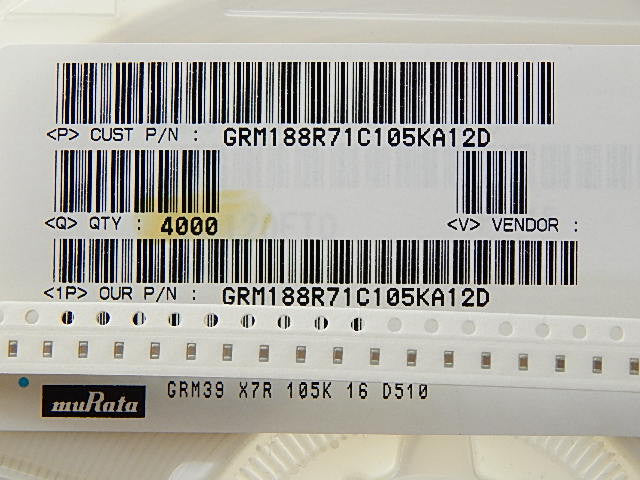 <P> CUST P/N : GRM188R71C105KA12D
<Q> QTY : 4000
<V> VENDOR :
<1P> OUR P/N : GRM188R71C105KA12D
muRata GRM39 X7R 105K 16 D510